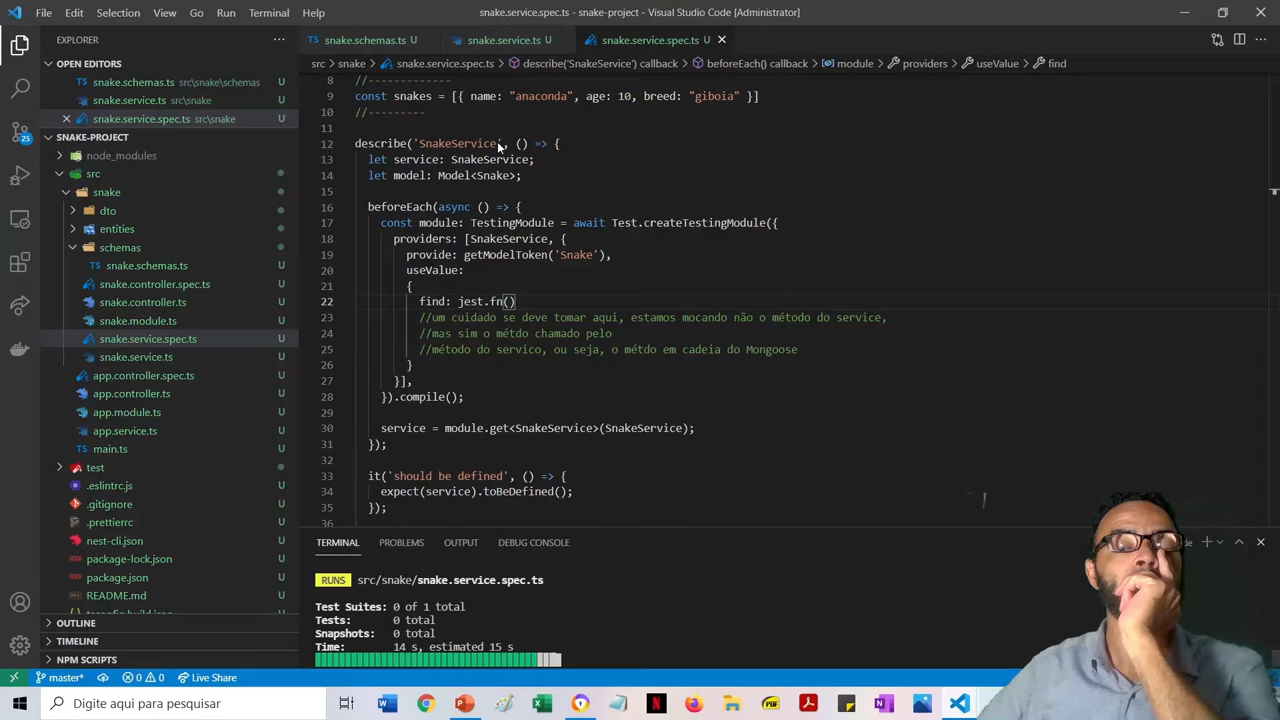 File Edit Selection View Go Run Terminal Help
snake.service.spec.ts - snake-project - Visual Studio Code [Administrator]
EXPLORER
OPEN EDITORS
snake.schemas.ts src\snake\schemas
snake.service.ts src\snake
snake.service.spec.ts src\snake
SNAKE-PROJECT
node_modules
src
snake
dto U
entities U
schemas
snake.schemas.ts U
snake.controller.spec.ts U
snake.controller.ts U
snake.module.ts U
snake.service.spec.ts U
snake.service.ts U
app.controller.spec.ts U
app.controller.ts U
app.module.ts U
app.service.ts U
main.ts U
test
.eslintrc.js U
.gitignore U
.prettierrc U
nest-cli.json U
package-lock.json U
package.json U
README.md U
OUTLINE
TIMELINE
NPM SCRIPTS
25
snake.schemas.ts U
snake.service.ts U
snake.service.spec.ts U
src > snake > snake.service.spec.ts > describe('SnakeService') callback > beforeEach() callback > module > providers > useValue > find
8 //-------------
9 const snakes = [{ name: "anaconda", age: 10, breed: "giboia" }]
10 //---------
11
12 describe('SnakeService', () => {
13 let service: SnakeService;
14 let model: Model<Snake>;
15
16 beforeEach(async () => {
17 const module: TestingModule = await Test.createTestingModule({
18 providers: [SnakeService, {
19 provide: getModelToken('Snake'),
20 useValue:
21 {
22 find: jest.fn()
23 //um cuidado se deve tomar aqui, estamos mocando não o método do service,
24 //mas sim o métdo chamado pelo
25 //método do servico, ou seja, o métdo em cadeia do Mongoose
26 }
27 }],
28 }).compile();
29
30 service = module.get<SnakeService>(SnakeService);
31 });
32
33 it('should be defined', () => {
34 expect(service).toBeDefined();
35 });
36
TERMINAL PROBLEMS OUTPUT DEBUG CONSOLE
RUNS src/snake/snake.service.spec.ts
Test Suites: 0 of 1 total
Tests: 0 total
Snapshots: 0 total
Time: 14 s, estimated 15 s
master* 0 0 Live Share
Digite aqui para pesquisar